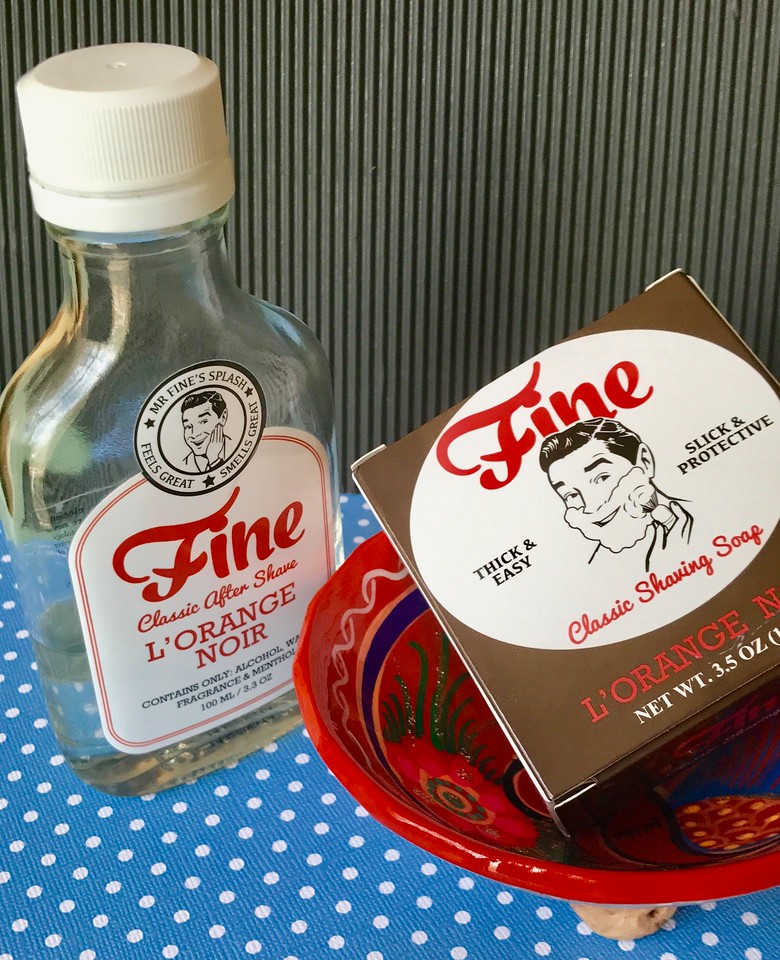 MR FINE'S SPLASH
FEELS GREAT ★ SMELLS GREAT
Fine
Classic After Shave
L'ORANGE
NOIR
CONTAINS ONLY: ALCOHOL, WA
FRAGRANCE & MENTHOL
100 ML / 3.3 OZ
Fine
SLICK &
PROTECTIVE
THICK &
EASY
Classic Shaving Soap
L'ORANGE N
NET WT. 3.5 OZ (1